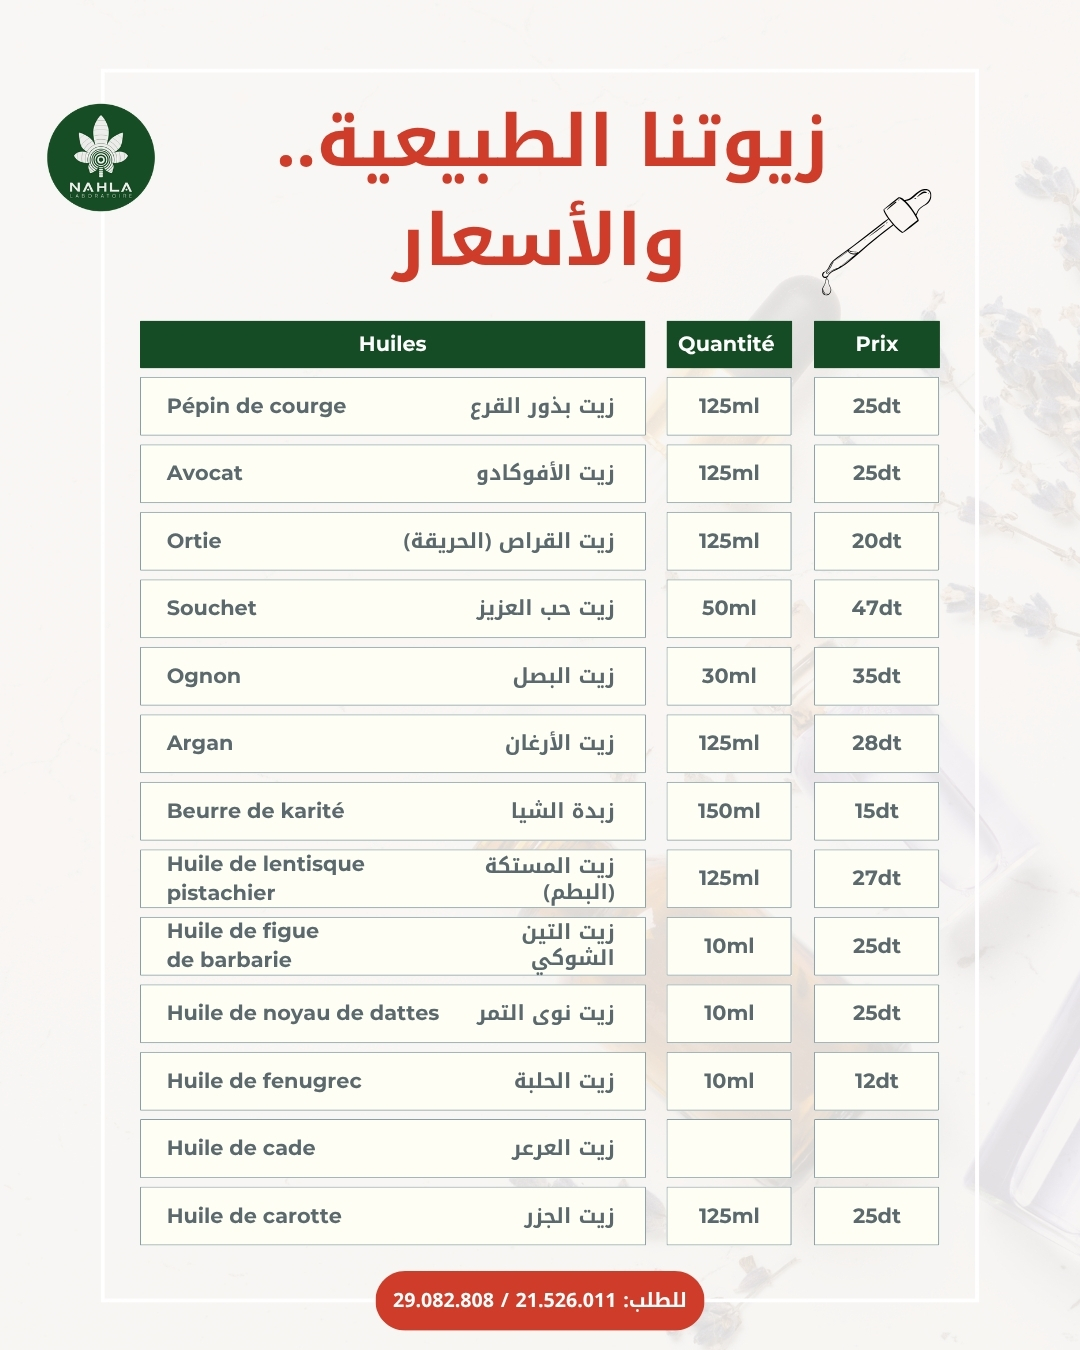 NAHLA
LABORATOIRE
زيوتنا الطبيعية..
والأسعار
Huiles Quantité Prix
Pépin de courge زيت بذور القرع 125ml 25dt
Avocat زيت الأفوكادو 125ml 25dt
Ortie زيت القراص (الحريقة) 125ml 20dt
Souchet زيت حب العزيز 50ml 47dt
Ognon زيت البصل 30ml 35dt
Argan زيت الأرغان 125ml 28dt
Beurre de karité زبدة الشيا 150ml 15dt
Huile de lentisque زيت المستكة
pistachier (البطم) 125ml 27dt
Huile de figue زيت التين
de barbarie الشوكي 10ml 25dt
Huile de noyau de dattes زيت نوى التمر 10ml 25dt
Huile de fenugrec زيت الحلبة 10ml 12dt
Huile de cade زيت العرعر
Huile de carotte زيت الجزر 125ml 25dt
للطلب: 21.526.011 / 29.082.808